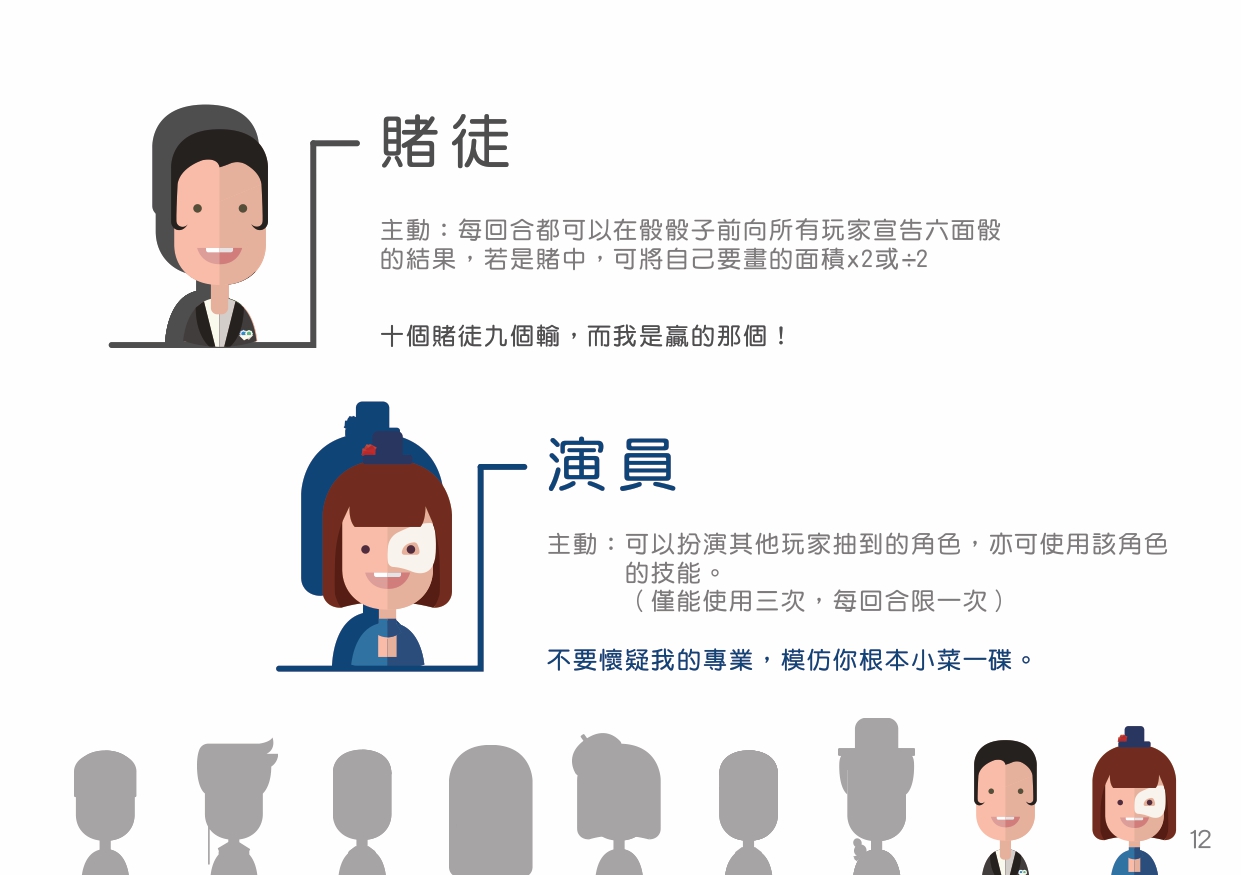 賭徒
主動：每回合都可以在骰骰子前向所有玩家宣告六面骰
的結果，若是賭中，可將自己要畫的面積x2或÷2
十個賭徒九個輸，而我是贏的那個！
演員
主動：可以扮演其他玩家抽到的角色，亦可使用該角色
的技能。
（僅能使用三次，每回合限一次）
不要懷疑我的專業，模仿你根本小菜一碟。
12